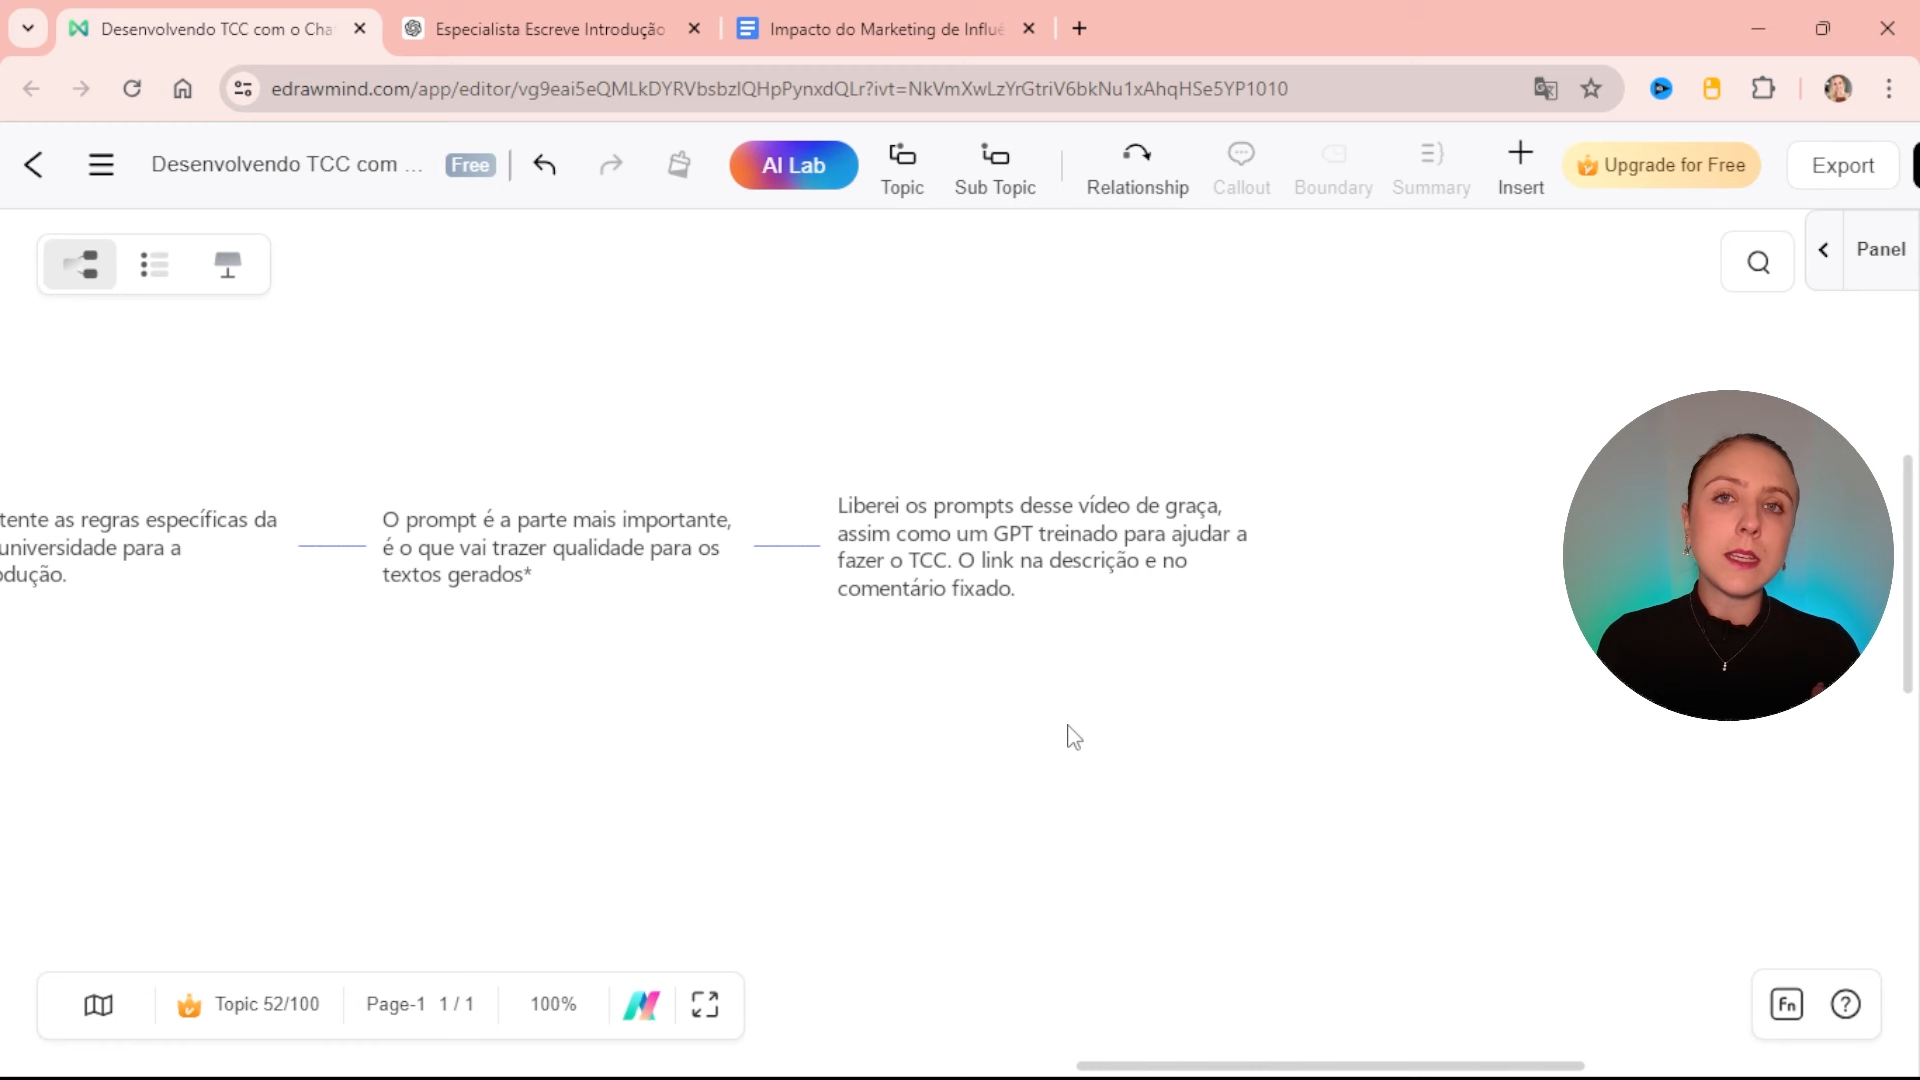 Desenvolvendo TCC com o Cha
Especialista Escreve Introdução
Impacto do Marketing de Influê
edrawmind.com/app/editor/vg9eai5eQMLkDYRVbsbzIQHpPynxdQLr?ivt=NkVmXwLzYrGtriV6bkNu1xAhqHSe5YP1010
Desenvolvendo TCC com ...
Free
AI Lab
Topic
Sub Topic
Relationship
Callout
Boundary
Summary
Insert
Upgrade for Free
Export
Panel
tente as regras específicas da
universidade para a
odução.
O prompt é a parte mais importante,
é o que vai trazer qualidade para os
textos gerados*
Liberei os prompts desse vídeo de graça,
assim como um GPT treinado para ajudar a
fazer o TCC. O link na descrição e no
comentário fixado.
Topic 52/100
Page-1 1 / 1
100%
Fn